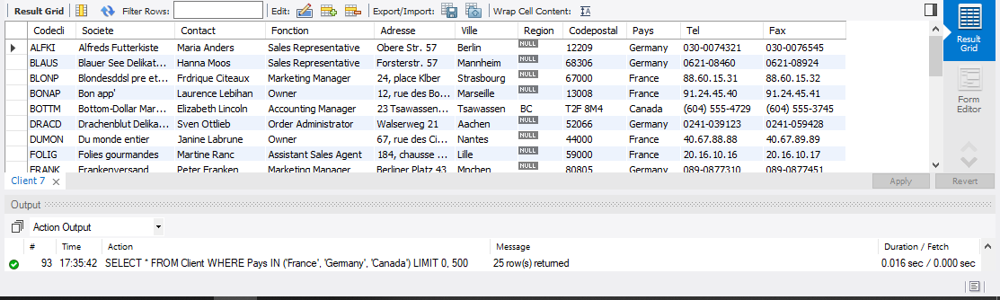 Result Grid Filter Rows: Edit: Export/Import: Wrap Cell Content: IA
Codecli Societe Contact Fonction Adresse Ville Region Codepostal Pays Tel Fax
ALFKI Alfreds Futterkiste Maria Anders Sales Representative Obere Str. 57 Berlin NULL 12209 Germany 030-0074321 030-0076545
BLAUS Blauer See Delikat... Hanna Moos Sales Representative Forsterstr. 57 Mannheim NULL 68306 Germany 0621-08460 0621-08924
BLONP Blondesddsl pre et... Frdrique Citeaux Marketing Manager 24, place Klber Strasbourg NULL 67000 France 88.60.15.31 88.60.15.32
BONAP Bon app' Laurence Lebihan Owner 12, rue des Bo... Marseille NULL 13008 France 91.24.45.40 91.24.45.41
BOTTM Bottom-Dollar Mar... Elizabeth Lincoln Accounting Manager 23 Tsawassen... Tsawassen BC T2F 8M4 Canada (604) 555-4729 (604) 555-3745
DRACD Drachenblut Delika... Sven Ottlieb Order Administrator Walserweg 21 Aachen NULL 52066 Germany 0241-039123 0241-059428
DUMON Du monde entier Janine Labrune Owner 67, rue des Ci... Nantes NULL 44000 France 40.67.88.88 40.67.89.89
FOLIG Folies gourmandes Martine Ranc Assistant Sales Agent 184, chausse ... Lille NULL 59000 France 20.16.10.16 20.16.10.17
FRANK Frankenversand Peter Franken Marketing Manager Berliner Platz 43 Mnchen NULL 80805 Germany 089-0877310 089-0877451
Result
Grid
Form
Editor
Client 7 Apply Revert
Output
Action Output
# Time Action Message Duration / Fetch
93 17:35:42 SELECT * FROM Client WHERE Pays IN ('France', 'Germany', 'Canada') LIMIT 0, 500 25 row(s) returned 0.016 sec / 0.000 sec